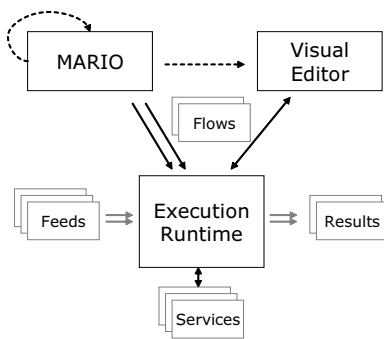 MARIO
Visual
Editor
Flows
Feeds
Execution
Runtime
Results
Services